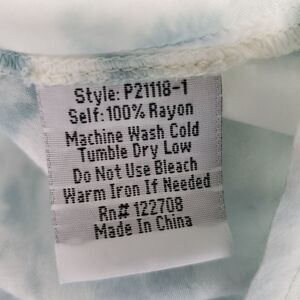 Style: P21118-1
Self:100% Rayon
Machine Wash Cold
Tumble Dry Low
Do Not Use Bleach
Warm Iron If Needed
Rn# 122708
Made In China